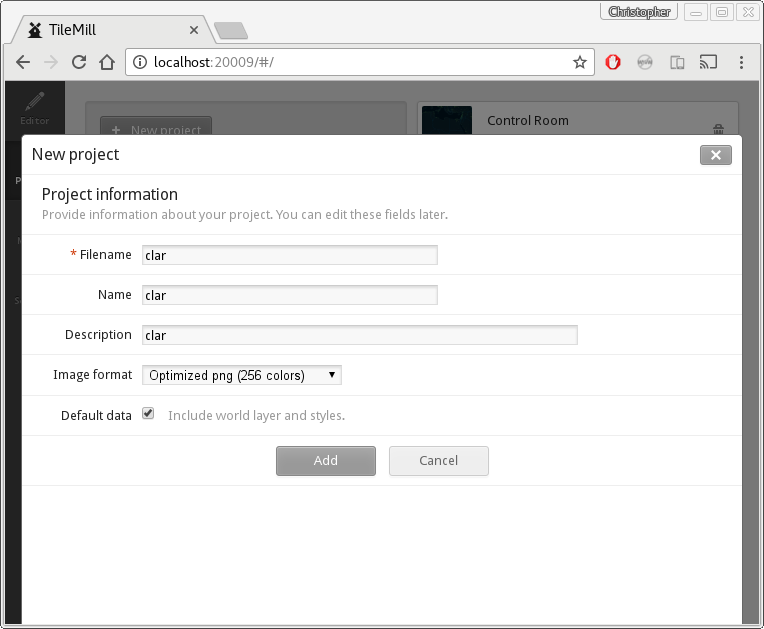 Christopher
TileMill
localhost:20009/#/
Editor
+ New project
Control Room
New project
Project information
Provide information about your project. You can edit these fields later.
* Filename clar
Name clar
Description clar
Image format Optimized png (256 colors)
Default data Include world layer and styles.
Add Cancel